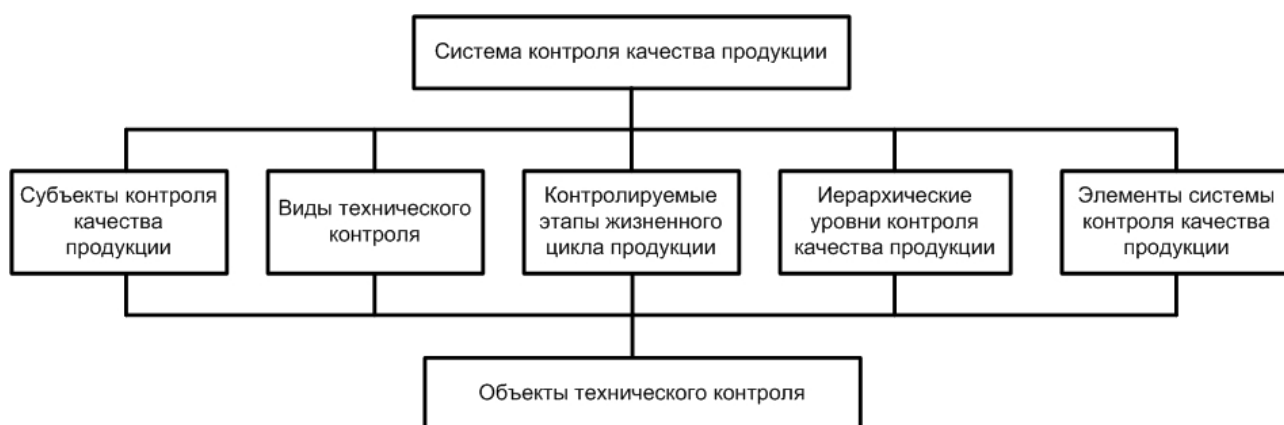 Система контроля качества продукции
Субъекты контроля
качества
продукции
Виды технического
контроля
Контролируемые
этапы жизненного
цикла продукции
Иерархические
уровни контроля
качества продукции
Элементы системы
контроля качества
продукции
Объекты технического контроля